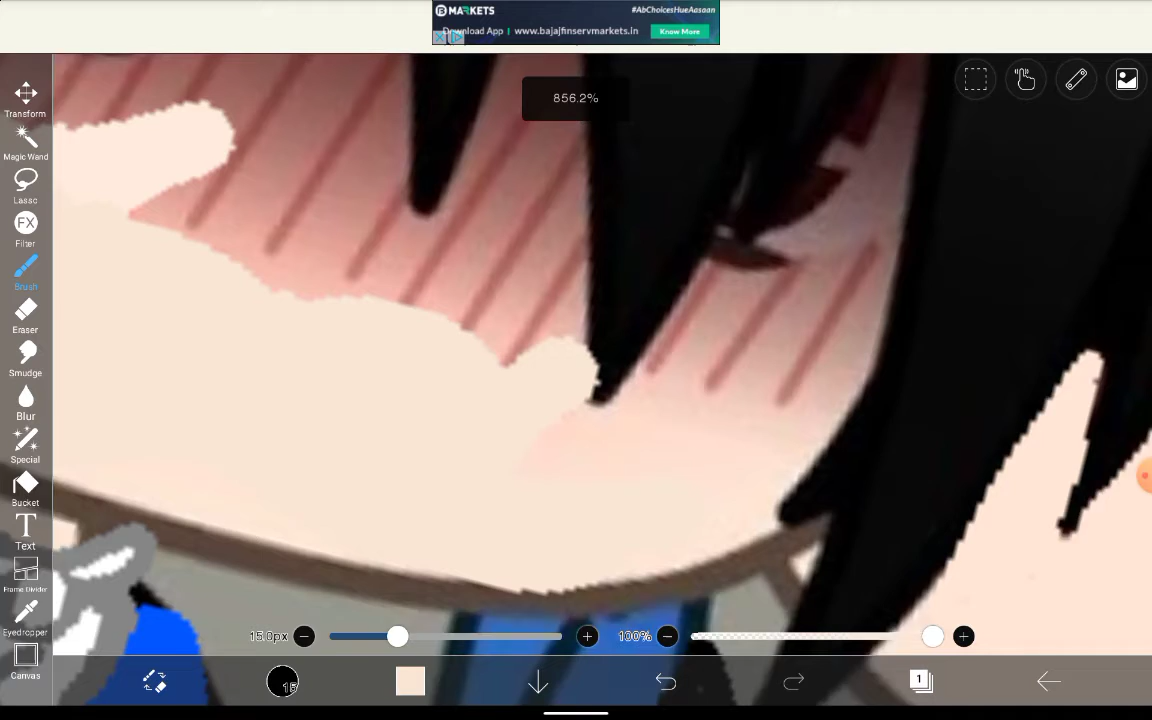 MARKETS
#AbChoicesHueAasaan
Download App | www.bajajfinservmarkets.in
Know More
856.2%
Transform
Magic Wand
Lasso
FX
Filter
Brush
Eraser
Smudge
Blur
Special
Bucket
T
Text
Frame Divider
Eyedropper
Canvas
15.0px
100%
15
1